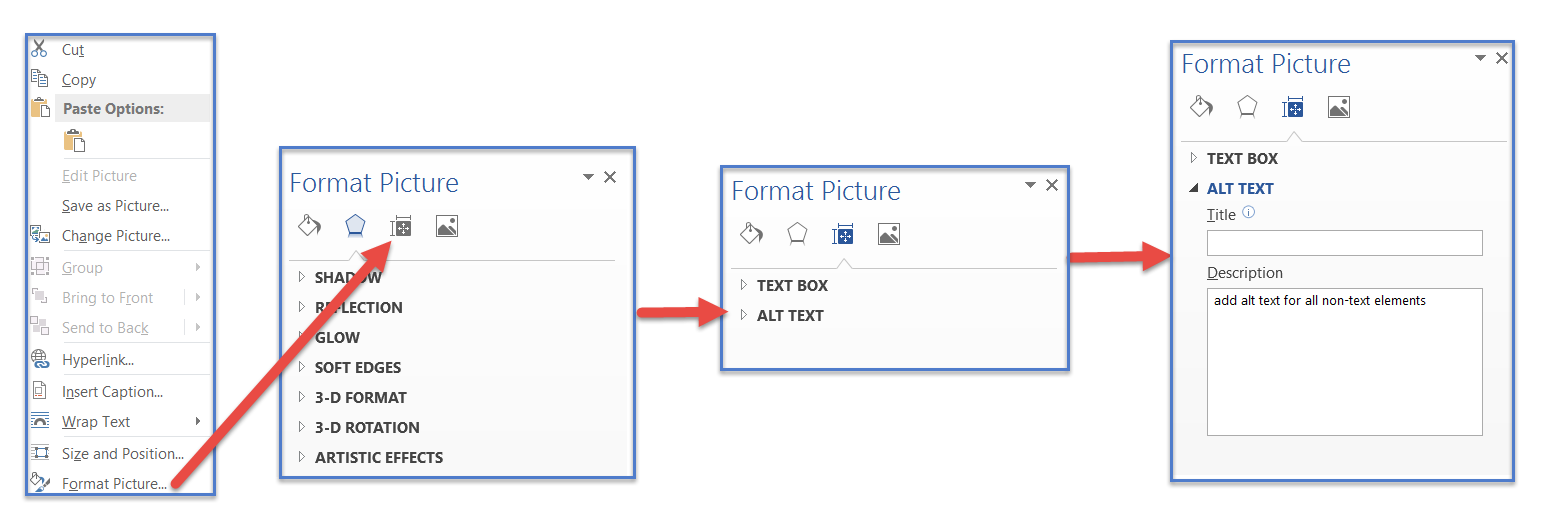 Cut
Copy
Paste Options:
Edit Picture
Save as Picture...
Change Picture...
Group
Bring to Front
Send to Back
Hyperlink...
Insert Caption...
Wrap Text
Size and Position...
Format Picture...
Format Picture
SHADOW
REFLECTION
GLOW
SOFT EDGES
3-D FORMAT
3-D ROTATION
ARTISTIC EFFECTS
Format Picture
TEXT BOX
ALT TEXT
Format Picture
TEXT BOX
ALT TEXT
Title
Description
add alt text for all non-text elements